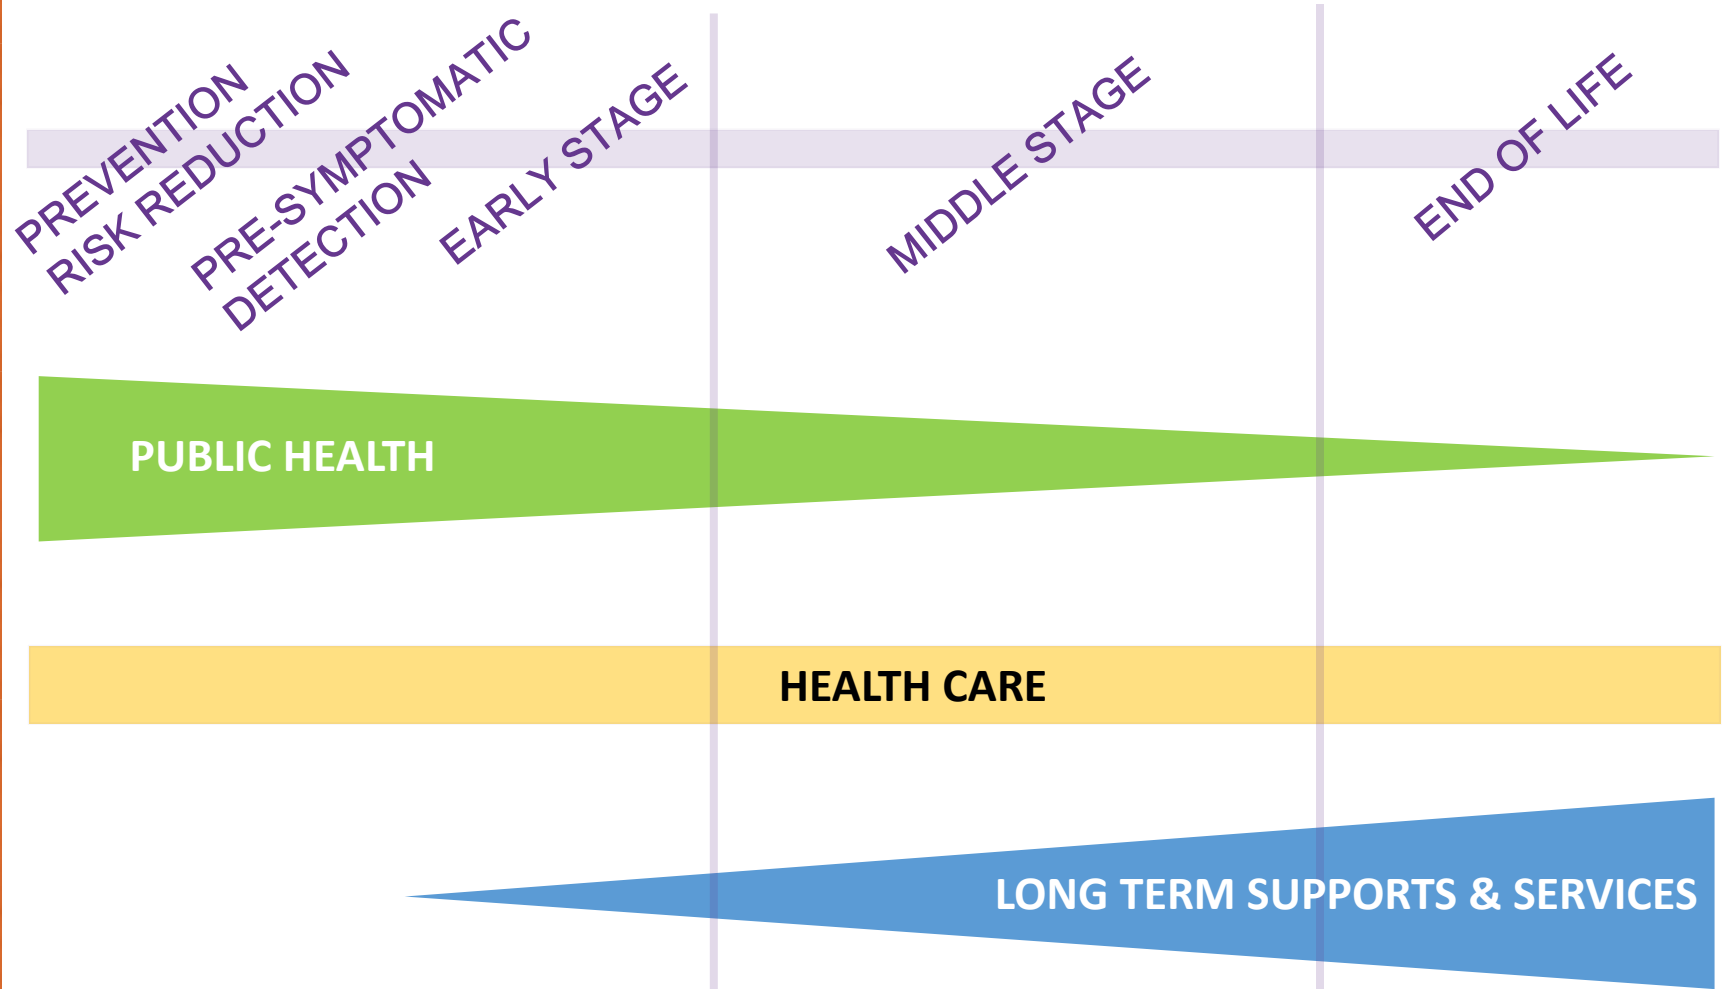 PREVENTION
RISK REDUCTION
PRE-SYMPTOMATIC
DETECTION
EARLY STAGE
MIDDLE STAGE
END OF LIFE
PUBLIC HEALTH
HEALTH CARE
LONG TERM SUPPORTS & SERVICES